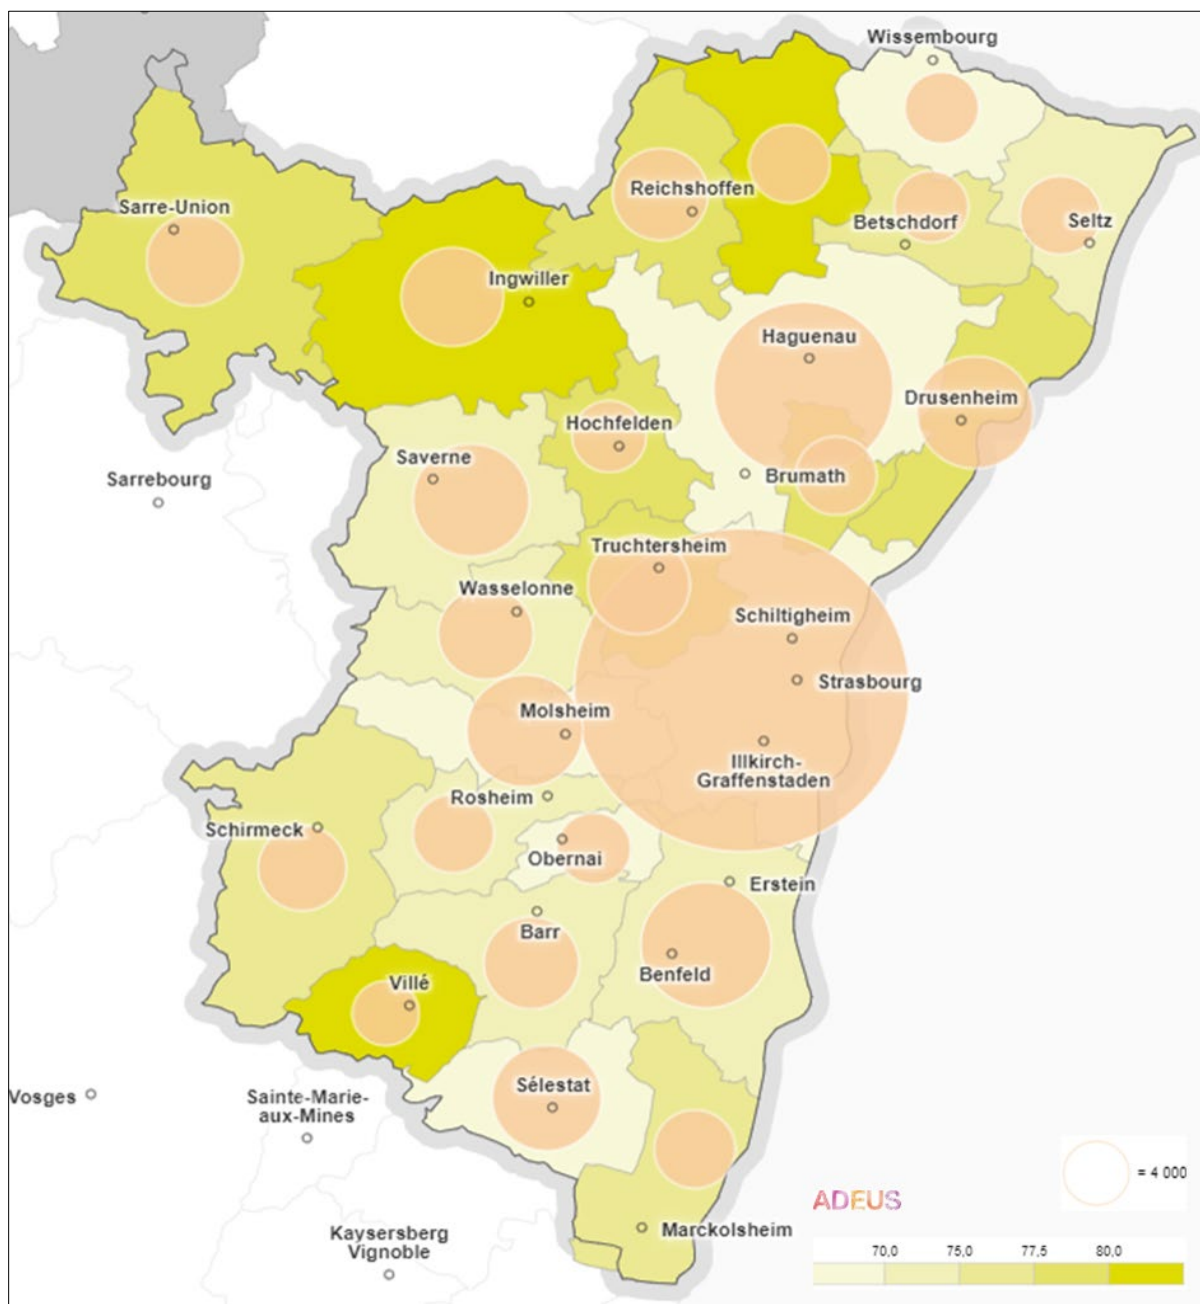 Wissembourg
Reichshoffen
Sarre-Union
Betschdorf
Seltz
Ingwiller
Haguenau
Drusenheim
Hochfelden
Saverne
Brumath
Sarrebourg
Truchtersheim
Wasselonne
Schiltigheim
Strasbourg
Molsheim
Illkirch-
Graffenstaden
Rosheim
Schirmeck
Obernai
Erstein
Barr
Benfeld
Villé
Sélestat
Vosges
Sainte-Marie-
aux-Mines
= 4 000
ADEUS
Marckolsheim
Kaysersberg
Vignoble
70,0 75,0 77,5 80,0